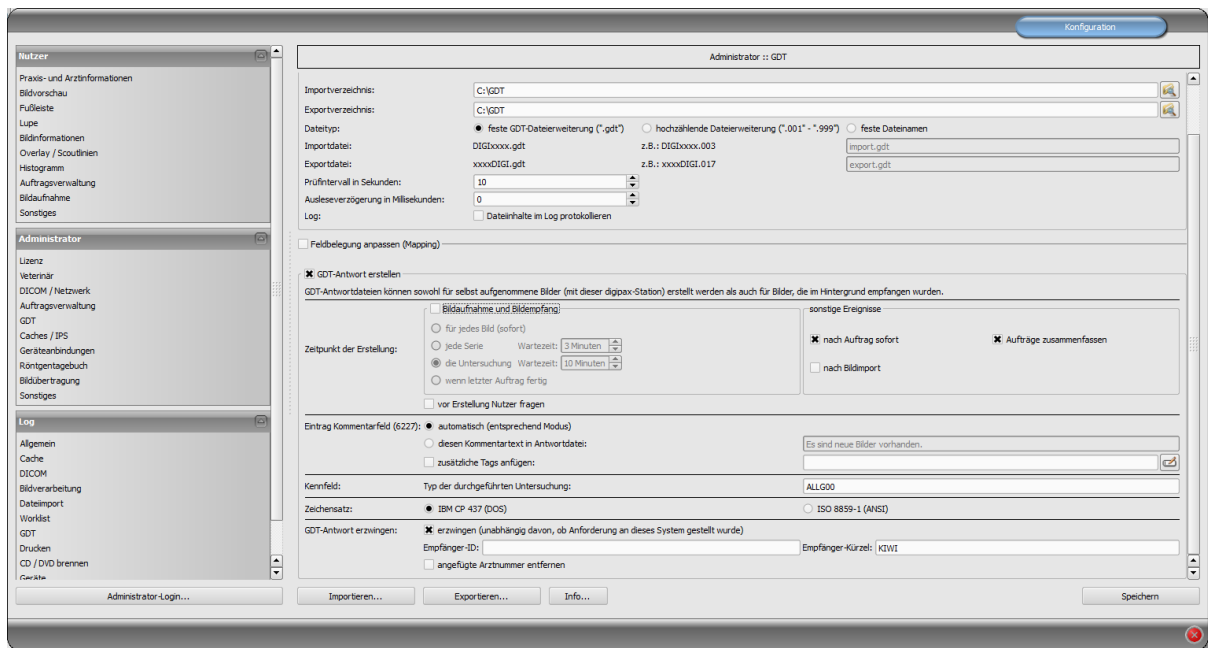 Konfiguration
Nutzer
Praxis- und Arztinformationen
Bildvorschau
Fußleiste
Lupe
Bildinformationen
Overlay / Scoutlinien
Histogramm
Auftragsverwaltung
Bildaufnahme
Sonstiges
Administrator
Lizenz
Veterinär
DICOM / Netzwerk
Auftragsverwaltung
GDT
Caches / IPS
Geräteanbindungen
Röntgentagebuch
Bildübertragung
Sonstiges
Log
Allgemein
Cache
DICOM
Bildverarbeitung
Dateiimport
Worklist
GDT
Drucken
CD / DVD brennen
Geräte
Administrator-Login...
Administrator :: GDT
Importverzeichnis: C:\GDT
Exportverzeichnis: C:\GDT
Dateityp: feste GDT-Dateierweiterung (".gdt") hochzählende Dateierweiterung (".001" - ".999") feste Dateinamen
Importdatei: DIGIxxxx.gdt z.B.: DIGIxxxx.003 import.gdt
Exportdatei: xxxxDIGI.gdt z.B.: xxxxDIGI.017 export.gdt
Prüfintervall in Sekunden: 10
Ausleseverzögerung in Millisekunden: 0
Log: Dateiinhalte im Log protokollieren
Feldbelegung anpassen (Mapping)
GDT-Antwort erstellen
GDT-Antwortdateien können sowohl für selbst aufgenommene Bilder (mit dieser digipax-Station) erstellt werden als auch für Bilder, die im Hintergrund empfangen wurden.
Zeitpunkt der Erstellung:
Bildaufnahme und Bildempfang
für jedes Bild (sofort)
jede Serie Wartezeit: 3 Minuten
die Untersuchung Wartezeit: 10 Minuten
wenn letzter Auftrag fertig
vor Erstellung Nutzer fragen
sonstige Ereignisse
nach Auftrag sofort Aufträge zusammenfassen
nach Bildimport
Eintrag Kommentarfeld (6227): automatisch (entsprechend Modus)
diesen Kommentartext in Antwortdatei: Es sind neue Bilder vorhanden.
zusätzliche Tags anfügen:
Kennfeld: Typ der durchgeführten Untersuchung: ALLG00
Zeichensatz: IBM CP 437 (DOS) ISO 8859-1 (ANSI)
GDT-Antwort erzwingen: erzwingen (unabhängig davon, ob Anforderung an dieses System gestellt wurde)
Empfänger-ID: Empfänger-Kürzel: KIWI
angefügte Arztnummer entfernen
Importieren... Exportieren... Info... Speichern